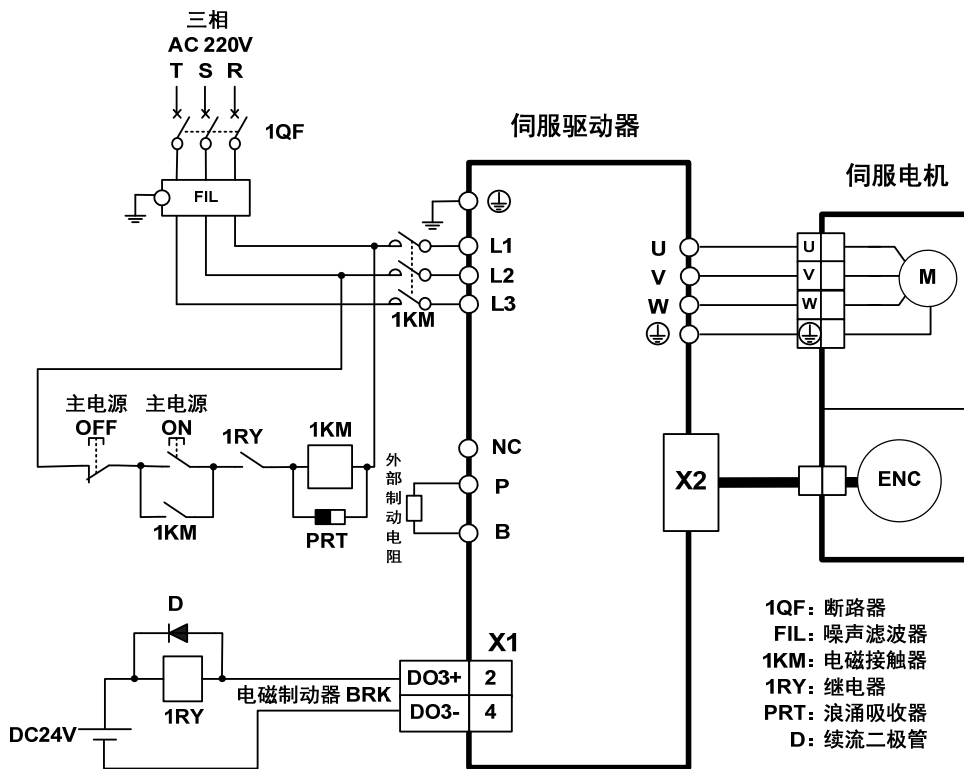 三相
AC 220V
T S R
1QF
FIL
伺服驱动器
伺服电机
L1
L2
L3
1KM
U
V
W
U
V
W
M
主电源
OFF
主电源
ON
1RY
1KM
1KM
PRT
外部制动电阻
NC
P
B
X2
ENC
D
1RY
DC24V
电磁制动器 BRK
X1
DO3+ 2
DO3- 4
1QF: 断路器
FIL: 噪声滤波器
1KM: 电磁接触器
1RY: 继电器
PRT: 浪涌吸收器
D: 续流二极管